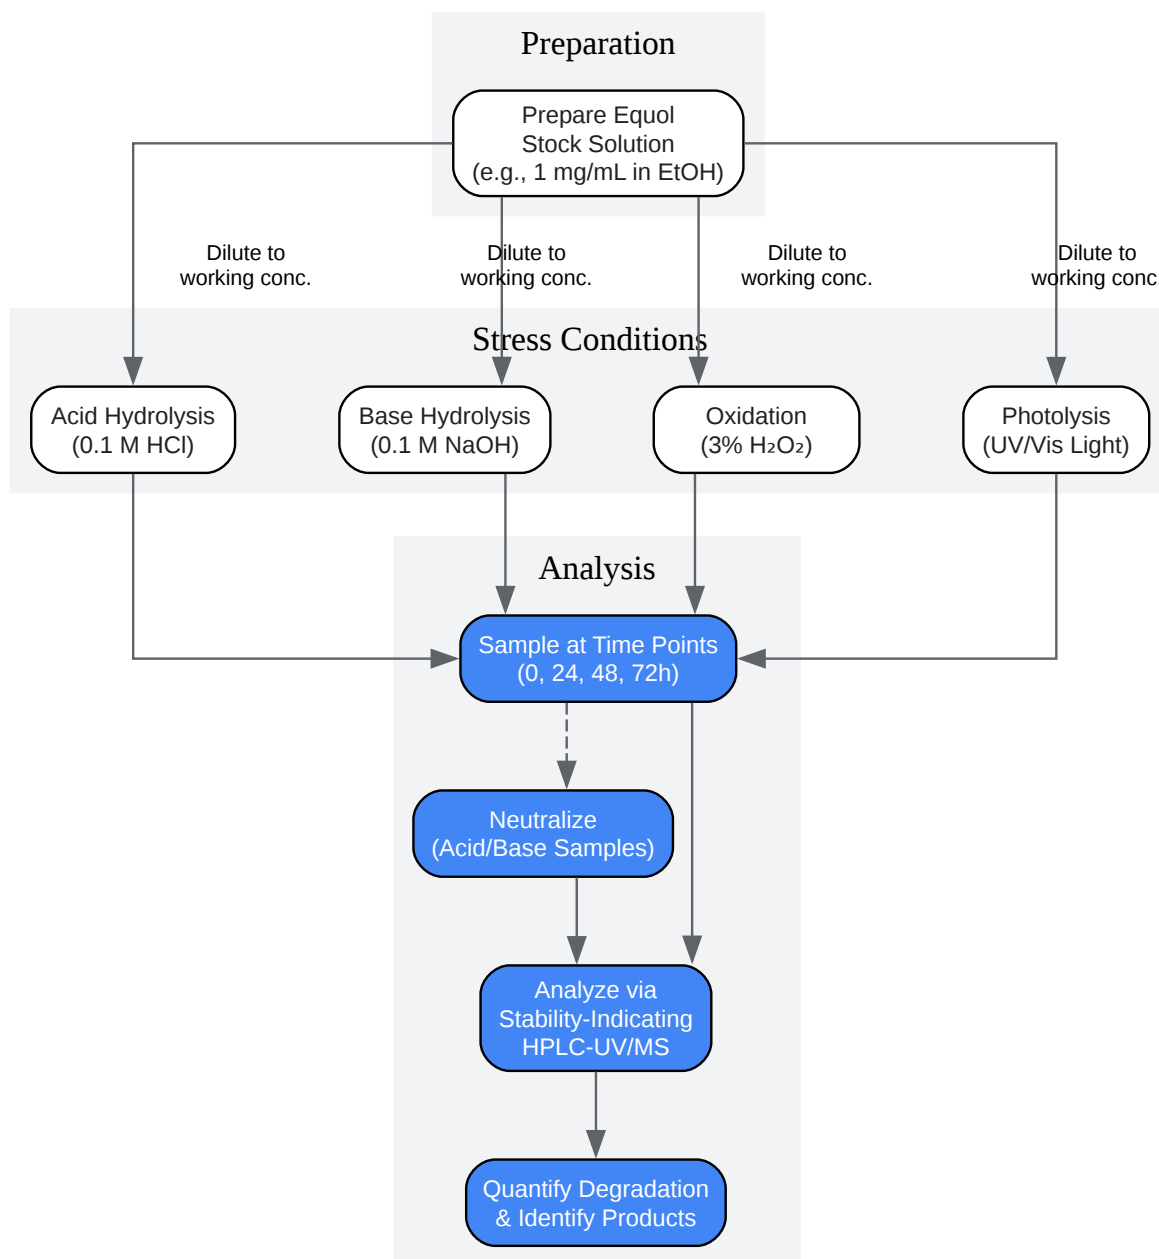 Preparation
Prepare Equol
Stock Solution
(e.g., 1 mg/mL in EtOH)
Dilute to
working conc.
Dilute to
working conc.
Dilute to
working conc.
Dilute to
working conc.
Stress Conditions
Acid Hydrolysis
(0.1 M HCl)
Base Hydrolysis
(0.1 M NaOH)
Oxidation
(3% H₂O₂)
Photolysis
(UV/Vis Light)
Analysis
Sample at Time Points
(0, 24, 48, 72h)
Neutralize
(Acid/Base Samples)
Analyze via
Stability-Indicating
HPLC-UV/MS
Quantify Degradation
& Identify Products